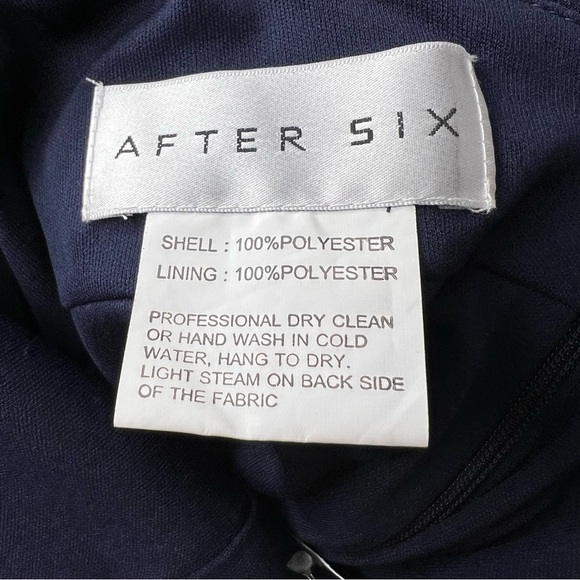 AFTER SIX
SHELL : 100%POLYESTER
LINING : 100%POLYESTER
PROFESSIONAL DRY CLEAN
OR HAND WASH IN COLD
WATER, HANG TO DRY.
LIGHT STEAM ON BACK SIDE
OF THE FABRIC